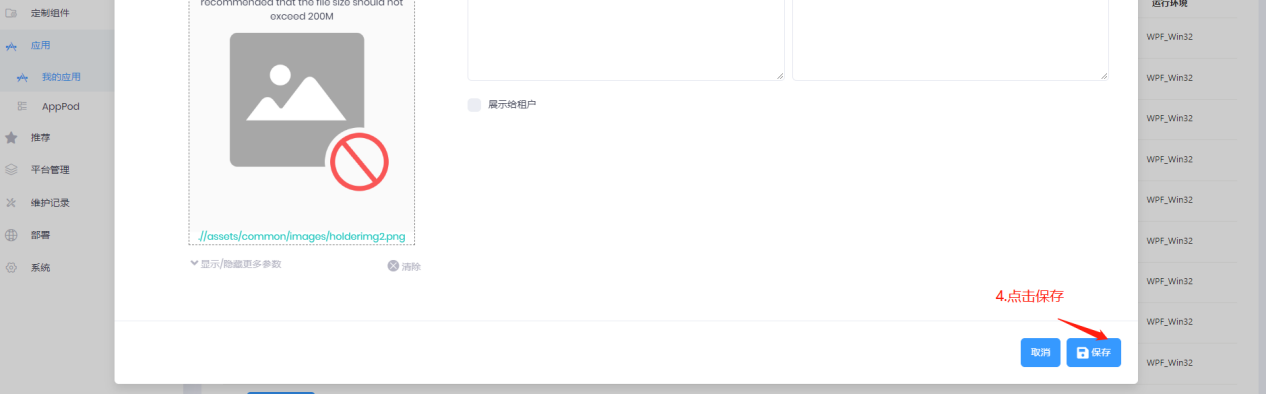 定制组件
应用
我的应用
AppPod
推荐
平台管理
维护记录
部署
系统
recommended that the file size should not
exceed 200M
.//assets/common/images/holderimg2.png
显示/隐藏更多参数
清除
展示给租户
4.点击保存
取消
保存
运行环境
WPF_Win32
WPF_Win32
WPF_Win32
WPF_Win32
WPF_Win32
WPF_Win32
WPF_Win32
WPF_Win32
WPF_Win32